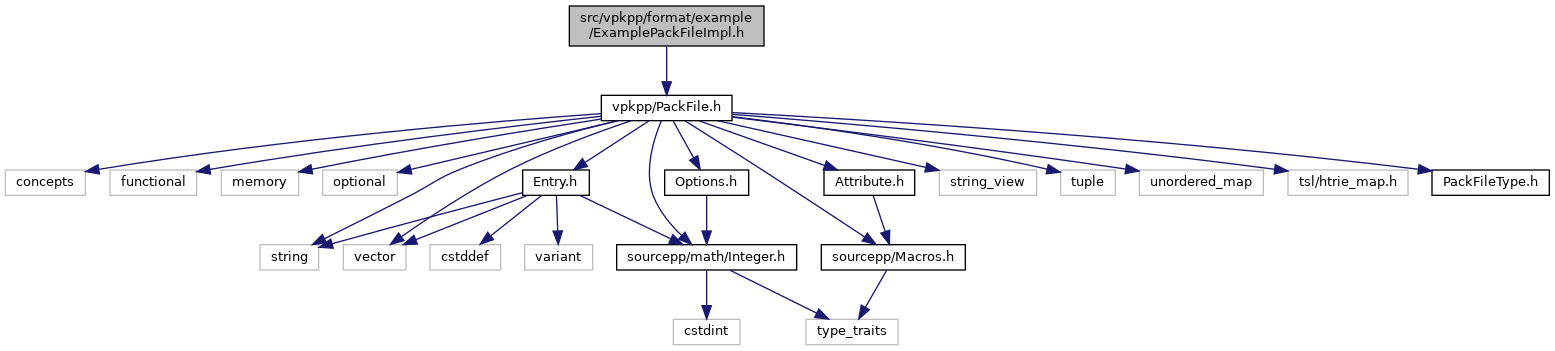 src/vpkpp/format/example
/ExamplePackFileImpl.h
vpkpp/PackFile.h
concepts
functional
memory
optional
Entry.h
Options.h
Attribute.h
string_view
tuple
unordered_map
tsl/htrie_map.h
PackFileType.h
string
vector
cstddef
variant
sourcepp/math/Integer.h
sourcepp/Macros.h
cstdint
type_traits